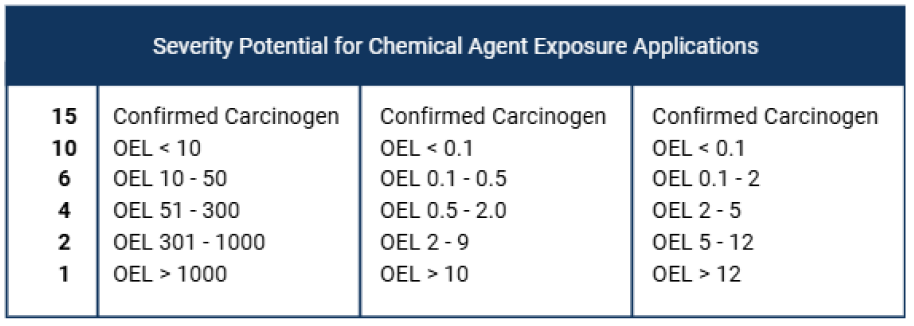 Severity Potential for Chemical Agent Exposure Applications
15 Confirmed Carcinogen Confirmed Carcinogen Confirmed Carcinogen
10 OEL < 10 OEL < 0.1 OEL < 0.1
6 OEL 10 - 50 OEL 0.1 - 0.5 OEL 0.1 - 2
4 OEL 51 - 300 OEL 0.5 - 2.0 OEL 2 - 5
2 OEL 301 - 1000 OEL 2 - 9 OEL 5 - 12
1 OEL > 1000 OEL > 10 OEL > 12